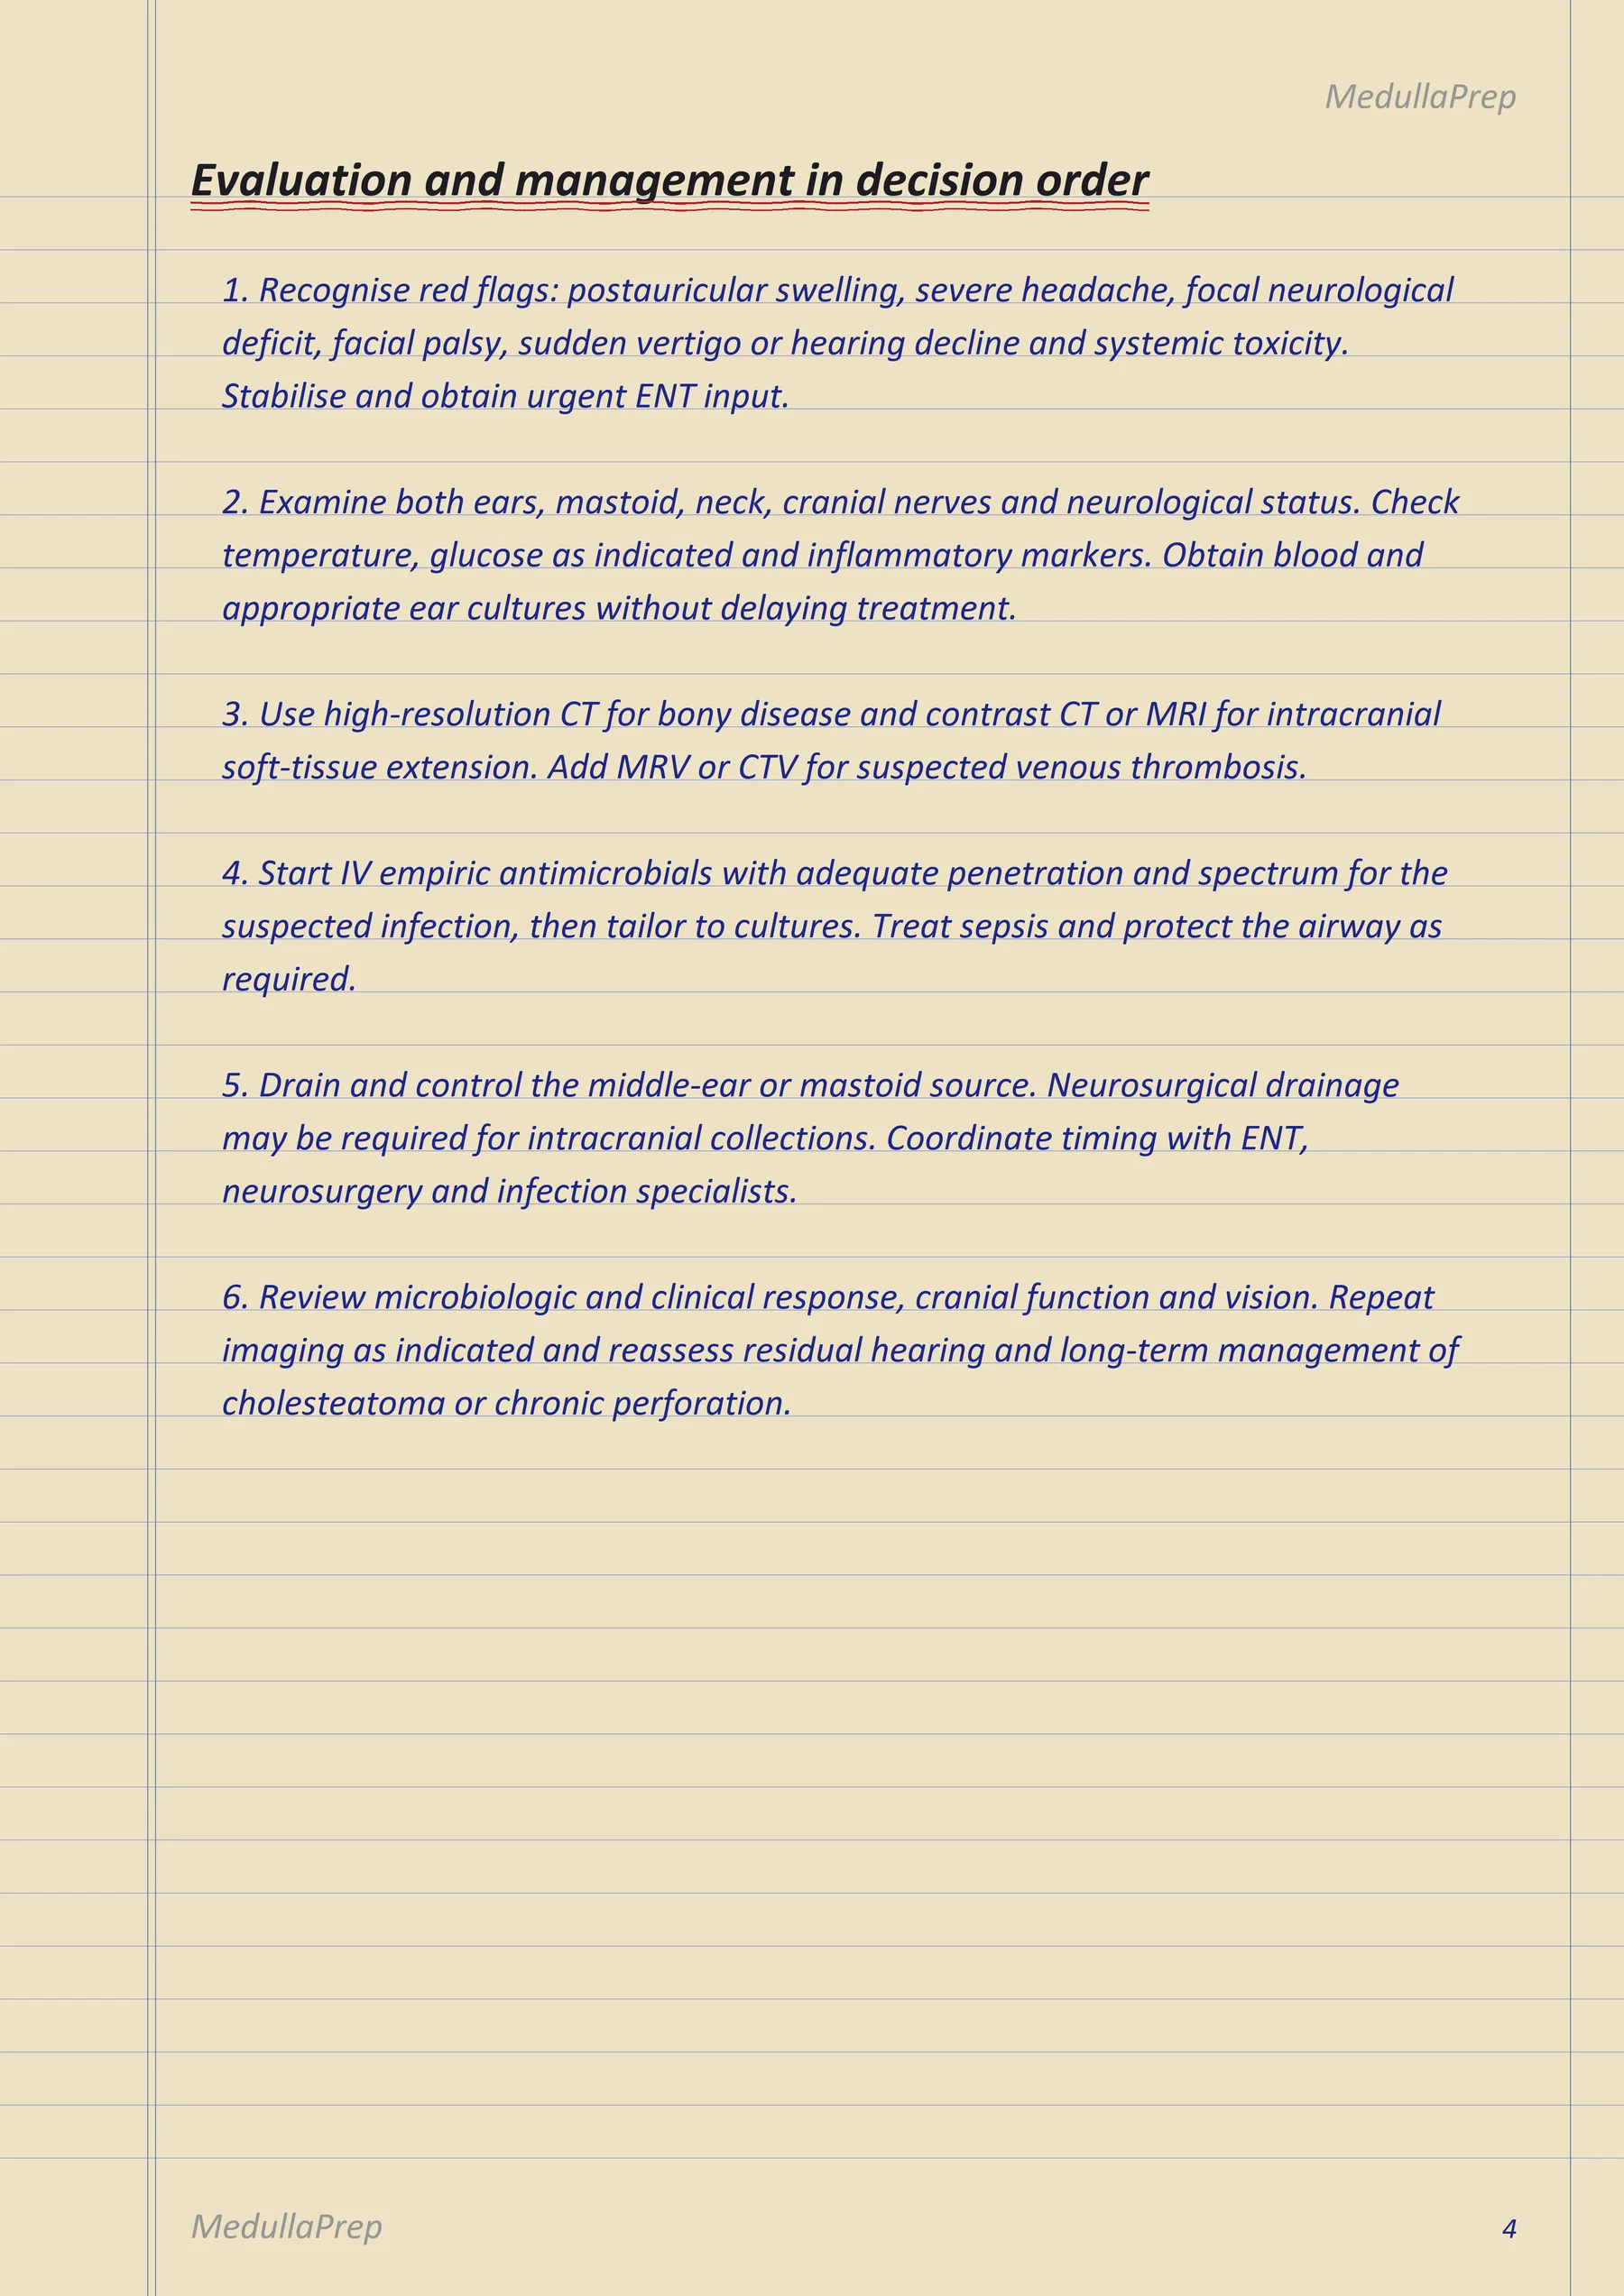 MedullaPrep
Evaluation and management in decision order
1. Recognise red flags: postauricular swelling, severe headache, focal neurological
deficit, facial palsy, sudden vertigo or hearing decline and systemic toxicity.
Stabilise and obtain urgent ENT input.
2. Examine both ears, mastoid, neck, cranial nerves and neurological status. Check
temperature, glucose as indicated and inflammatory markers. Obtain blood and
appropriate ear cultures without delaying treatment.
3. Use high-resolution CT for bony disease and contrast CT or MRI for intracranial
soft-tissue extension. Add MRV or CTV for suspected venous thrombosis.
4. Start IV empiric antimicrobials with adequate penetration and spectrum for the
suspected infection, then tailor to cultures. Treat sepsis and protect the airway as
required.
5. Drain and control the middle-ear or mastoid source. Neurosurgical drainage
may be required for intracranial collections. Coordinate timing with ENT,
neurosurgery and infection specialists.
6. Review microbiologic and clinical response, cranial function and vision. Repeat
imaging as indicated and reassess residual hearing and long-term management of
cholesteatoma or chronic perforation.
MedullaPrep
4